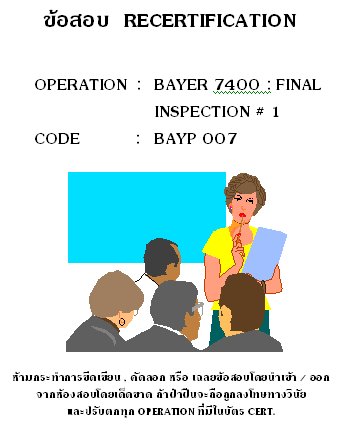 ข้อสอบ RECERTIFICATION
OPERATION : BAYER 7400 : FINAL
INSPECTION # 1
CODE : BAYP 007
ห้ามกระทำการขีดเขียน , คัดลอก หรือ เฉลยข้อสอบโดยนำเข้า / ออก
จากห้องสอบโดยเด็ดขาด ถ้าฝ่าฝืนจะถือถูกลงโทษทางวินัย
และปรับตกทุก OPERATION ที่มีในบัตร CERT.